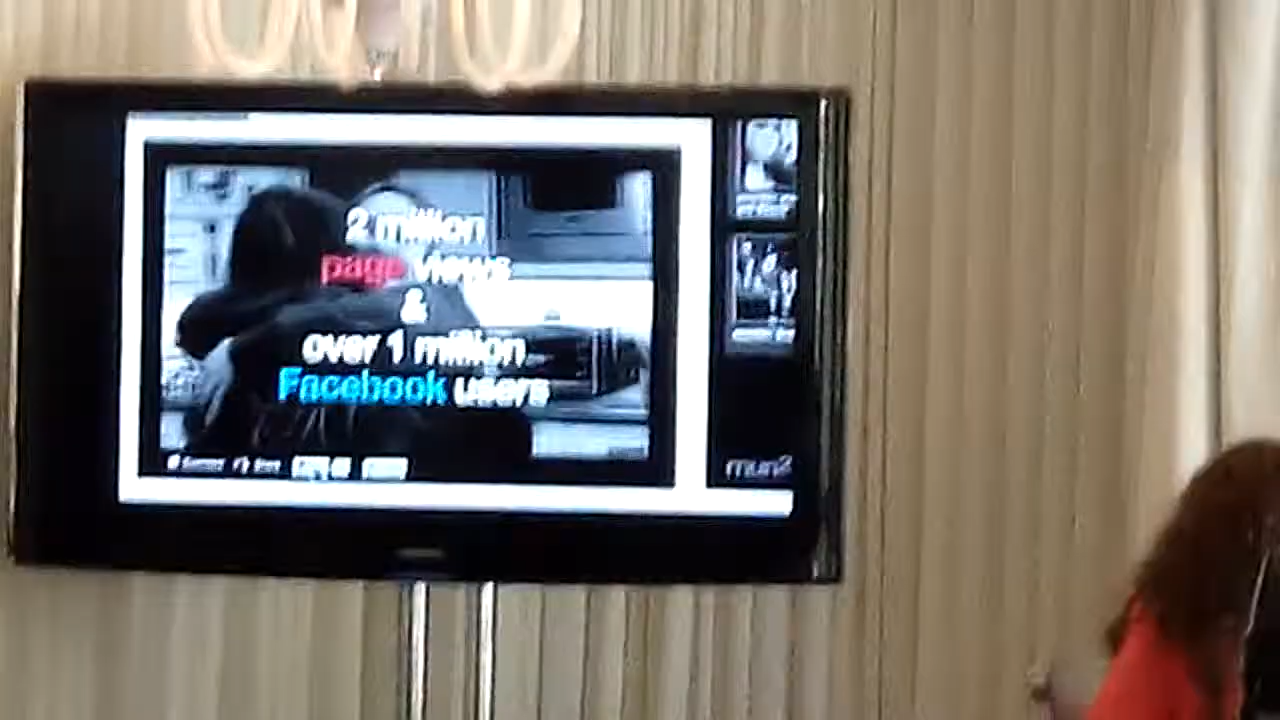 2 million
page views
&
over 1 million
Facebook users
mun2